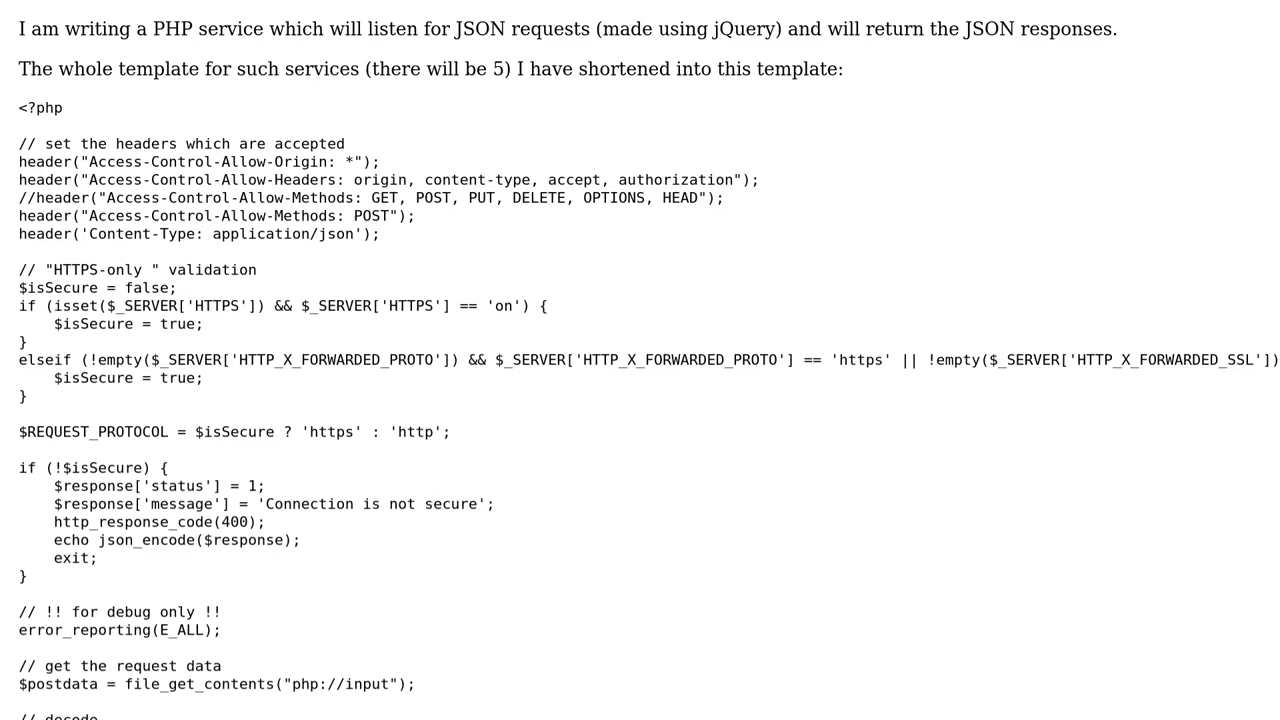 I am writing a PHP service which will listen for JSON requests (made using jQuery) and will return the JSON responses.
The whole template for such services (there will be 5) I have shortened into this template:
<?php
// set the headers which are accepted
header("Access-Control-Allow-Origin: *");
header("Access-Control-Allow-Headers: origin, content-type, accept, authorization");
//header("Access-Control-Allow-Methods: GET, POST, PUT, DELETE, OPTIONS, HEAD");
header("Access-Control-Allow-Methods: POST");
header('Content-Type: application/json');
// "HTTPS-only " validation
$isSecure = false;
if (isset($_SERVER['HTTPS']) && $_SERVER['HTTPS'] == 'on') {
    $isSecure = true;
}
elseif (!empty($_SERVER['HTTP_X_FORWARDED_PROTO']) && $_SERVER['HTTP_X_FORWARDED_PROTO'] == 'https' || !empty($_SERVER['HTTP_X_FORWARDED_SSL'])
    $isSecure = true;
}
$REQUEST_PROTOCOL = $isSecure ? 'https' : 'http';
if (!$isSecure) {
    $response['status'] = 1;
    $response['message'] = 'Connection is not secure';
    http_response_code(400);
    echo json_encode($response);
    exit;
}
// !! for debug only !!
error_reporting(E_ALL);
// get the request data
$postdata = file_get_contents("php://input");
// decode